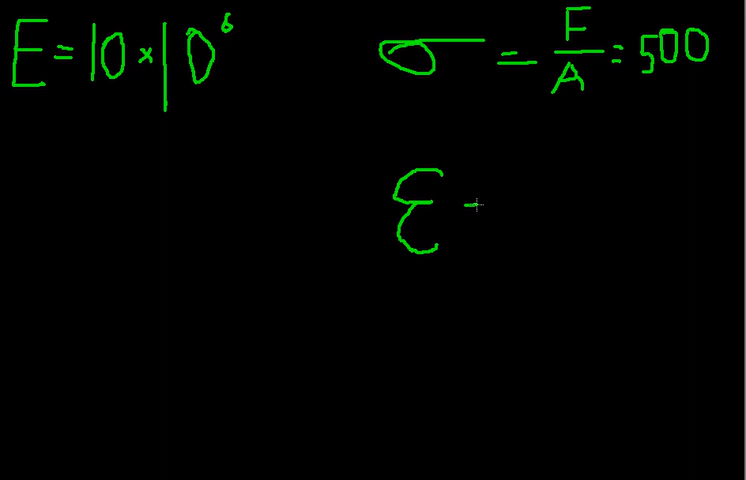 E = 10 × 10⁶
σ = F/A = 500
ε -